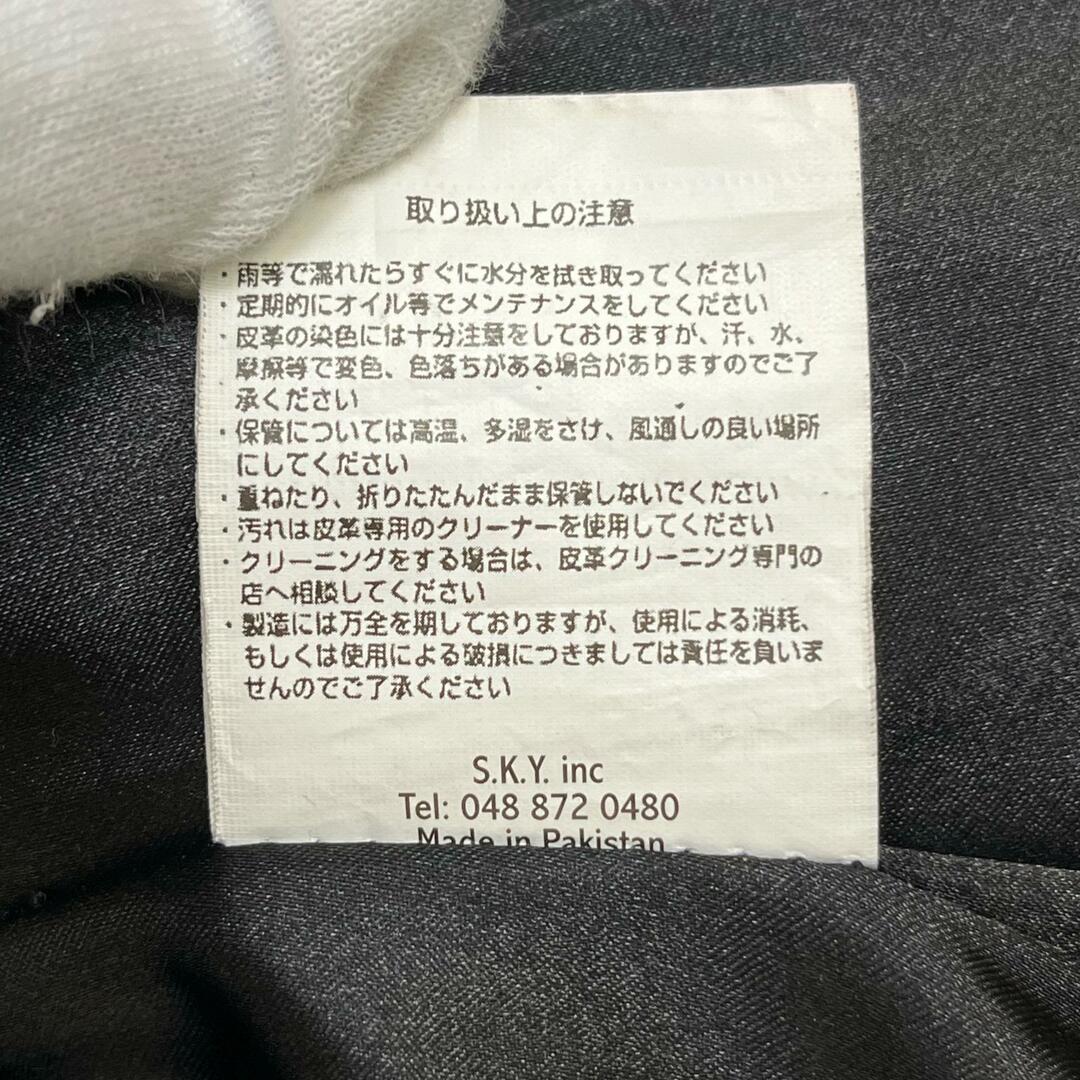 取り扱い上の注意
・雨等で濡れたらすぐに水分を拭き取ってください
・定期的にオイル等でメンテナンスをしてください
・皮革の染色には十分注意をしておりますが、汗、水、
摩擦等で変色、色落ちがある場合がありますのでご了
承ください
・保管については高温、多湿をさけ、風通しの良い場所
にしてください
・重ねたり、折りたたんだまま保管しないでください
・汚れは皮革専用のクリーナーを使用してください
・クリーニングをする場合は、皮革クリーニング専門の
店へ相談してください
・製造には万全を期しておりますが、使用による消耗、
もしくは使用による破損につきましては責任を負いま
せんのでご了承ください
S.K.Y. inc
Tel: 048 872 0480
Made in Pakistan